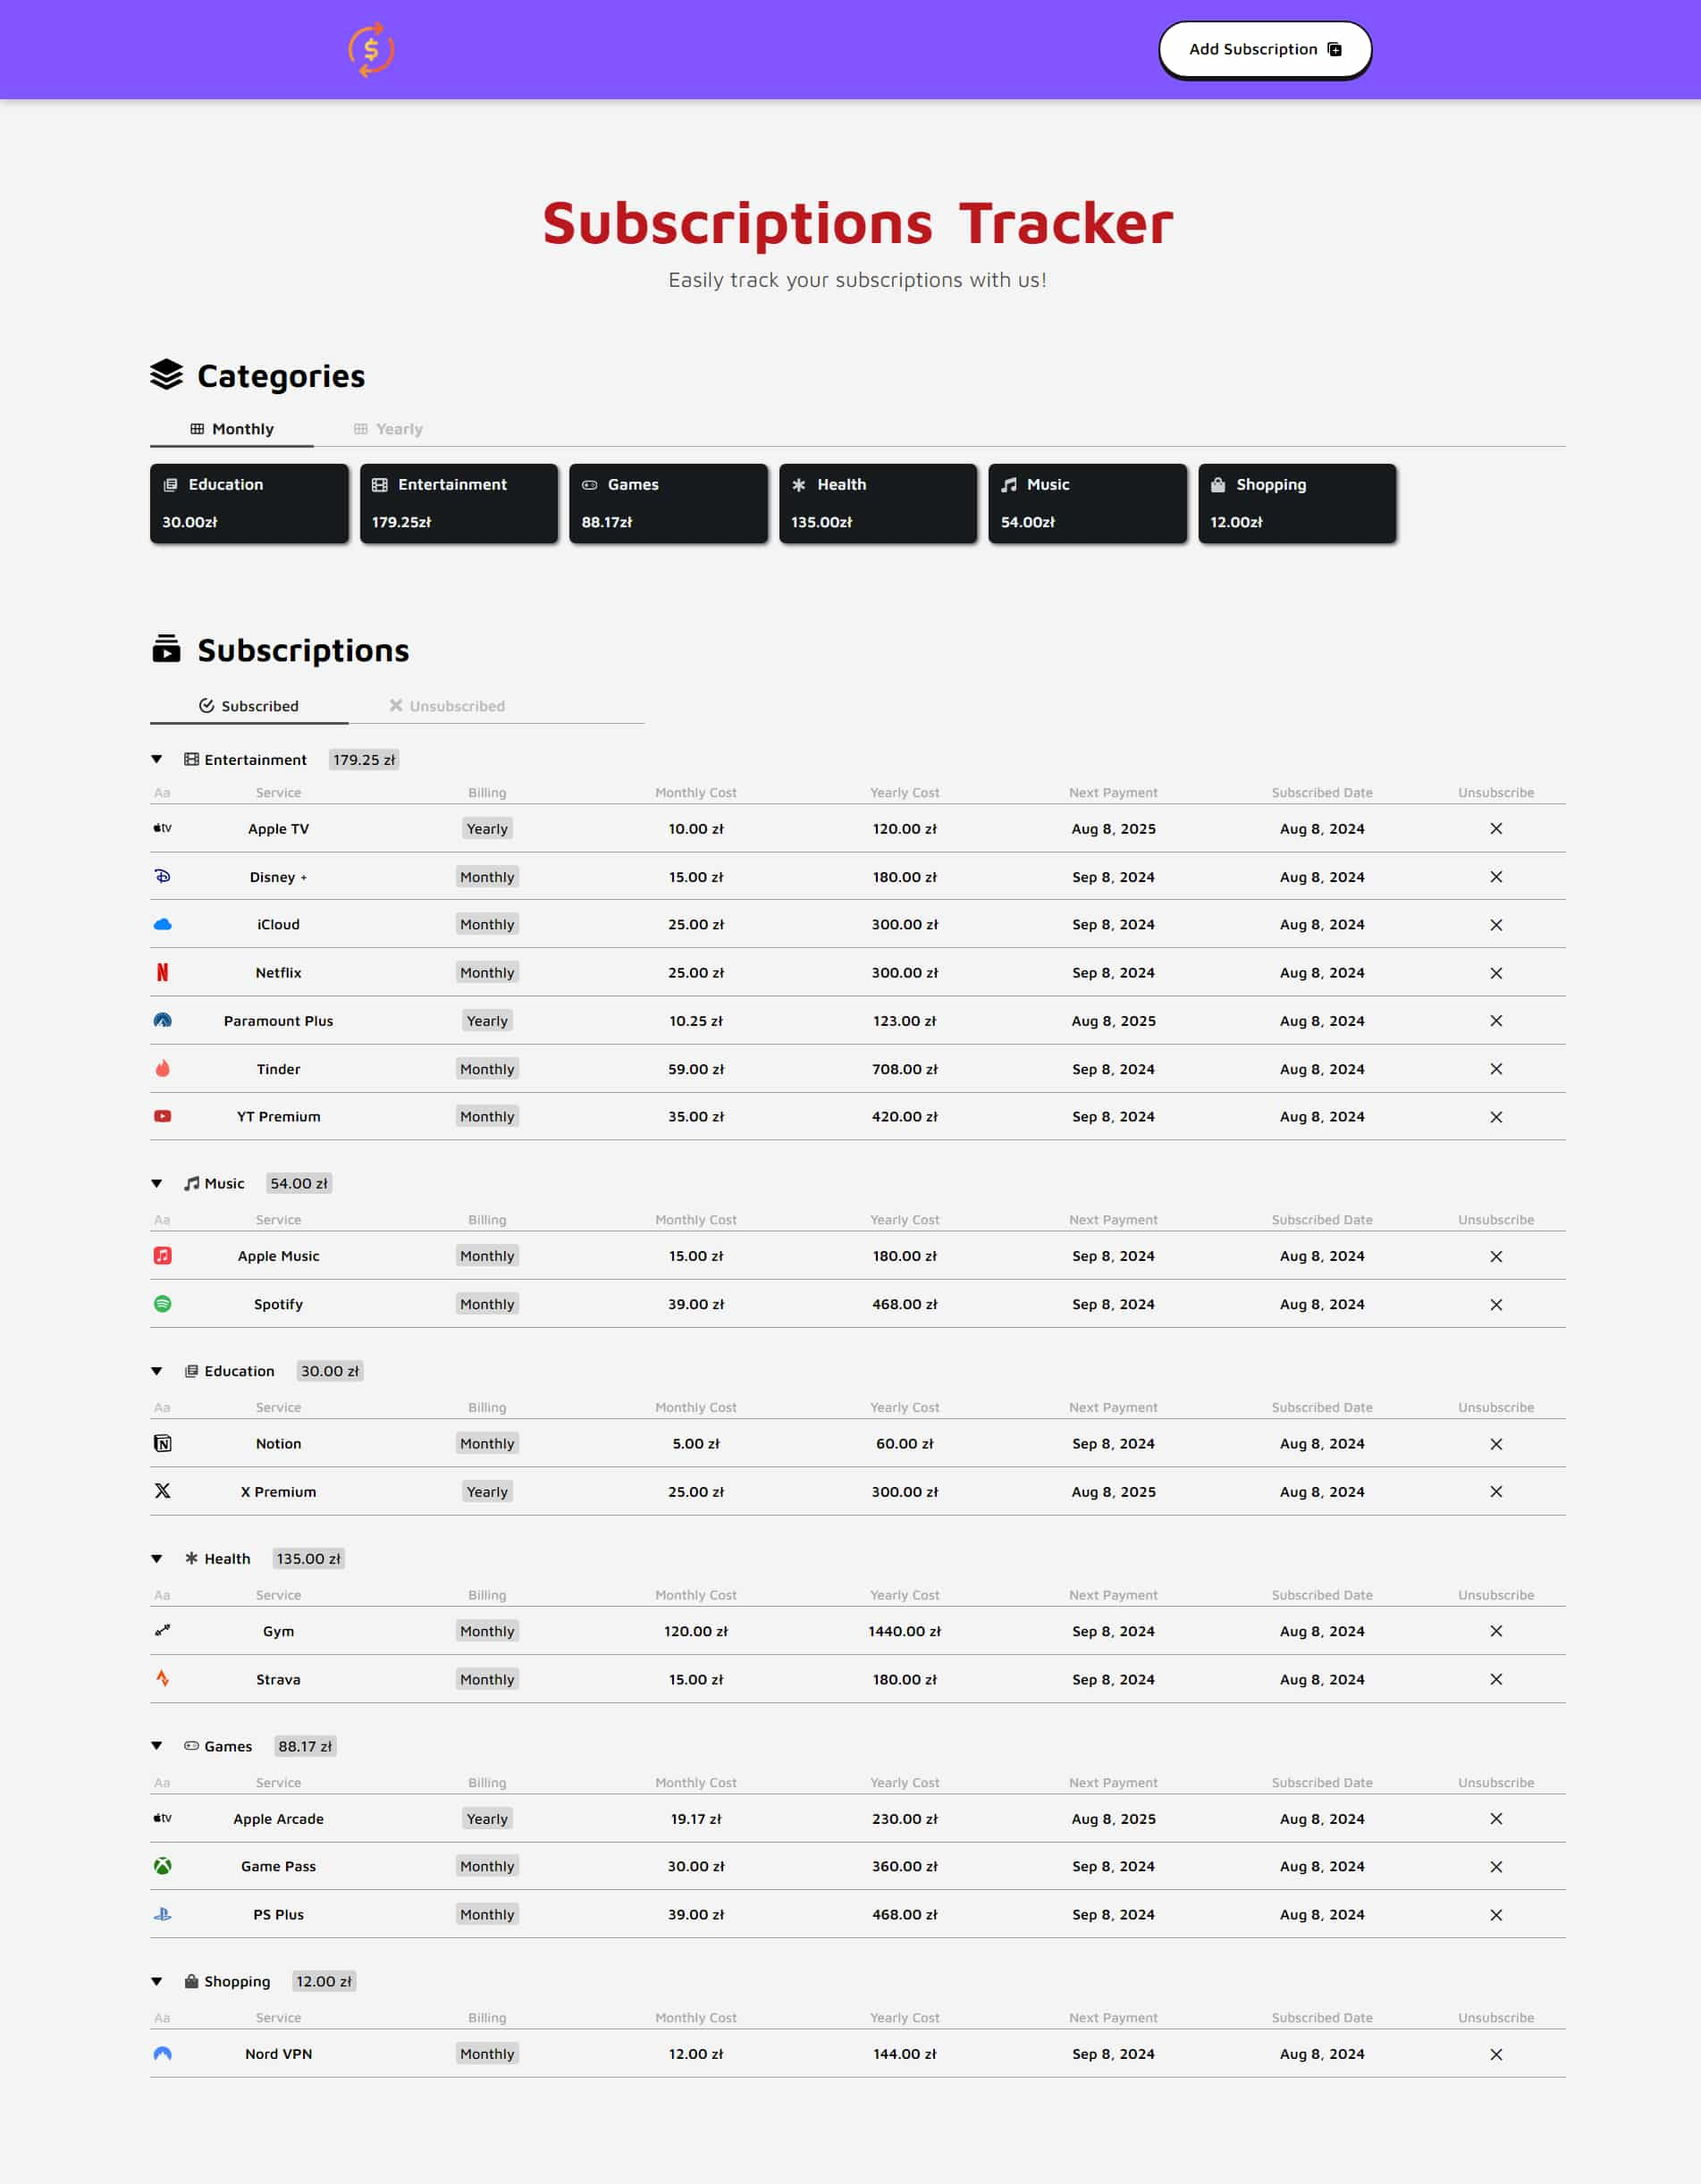 Add Subscription
Subscriptions Tracker
Easily track your subscriptions with us!
Categories
Monthly Yearly
Education Entertainment Games Health Music Shopping
30.00zł 179.25zł 88.17zł 135.00zł 54.00zł 12.00zł
Subscriptions
Subscribed Unsubscribed
Entertainment 179.25 zł
Aa Service Billing Monthly Cost Yearly Cost Next Payment Subscribed Date Unsubscribe
tv Apple TV Yearly 10.00 zł 120.00 zł Aug 8, 2025 Aug 8, 2024
Disney + Monthly 15.00 zł 180.00 zł Sep 8, 2024 Aug 8, 2024
iCloud Monthly 25.00 zł 300.00 zł Sep 8, 2024 Aug 8, 2024
Netflix Monthly 25.00 zł 300.00 zł Sep 8, 2024 Aug 8, 2024
Paramount Plus Yearly 10.25 zł 123.00 zł Aug 8, 2025 Aug 8, 2024
Tinder Monthly 59.00 zł 708.00 zł Sep 8, 2024 Aug 8, 2024
YT Premium Monthly 35.00 zł 420.00 zł Sep 8, 2024 Aug 8, 2024
Music 54.00 zł
Aa Service Billing Monthly Cost Yearly Cost Next Payment Subscribed Date Unsubscribe
Apple Music Monthly 15.00 zł 180.00 zł Sep 8, 2024 Aug 8, 2024
Spotify Monthly 39.00 zł 468.00 zł Sep 8, 2024 Aug 8, 2024
Education 30.00 zł
Aa Service Billing Monthly Cost Yearly Cost Next Payment Subscribed Date Unsubscribe
Notion Monthly 5.00 zł 60.00 zł Sep 8, 2024 Aug 8, 2024
X Premium Yearly 25.00 zł 300.00 zł Aug 8, 2025 Aug 8, 2024
Health 135.00 zł
Aa Service Billing Monthly Cost Yearly Cost Next Payment Subscribed Date Unsubscribe
Gym Monthly 120.00 zł 1440.00 zł Sep 8, 2024 Aug 8, 2024
Strava Monthly 15.00 zł 180.00 zł Sep 8, 2024 Aug 8, 2024
Games 88.17 zł
Aa Service Billing Monthly Cost Yearly Cost Next Payment Subscribed Date Unsubscribe
tv Apple Arcade Yearly 19.17 zł 230.00 zł Aug 8, 2025 Aug 8, 2024
Game Pass Monthly 30.00 zł 360.00 zł Sep 8, 2024 Aug 8, 2024
PS Plus Monthly 39.00 zł 468.00 zł Sep 8, 2024 Aug 8, 2024
Shopping 12.00 zł
Aa Service Billing Monthly Cost Yearly Cost Next Payment Subscribed Date Unsubscribe
Nord VPN Monthly 12.00 zł 144.00 zł Sep 8, 2024 Aug 8, 2024